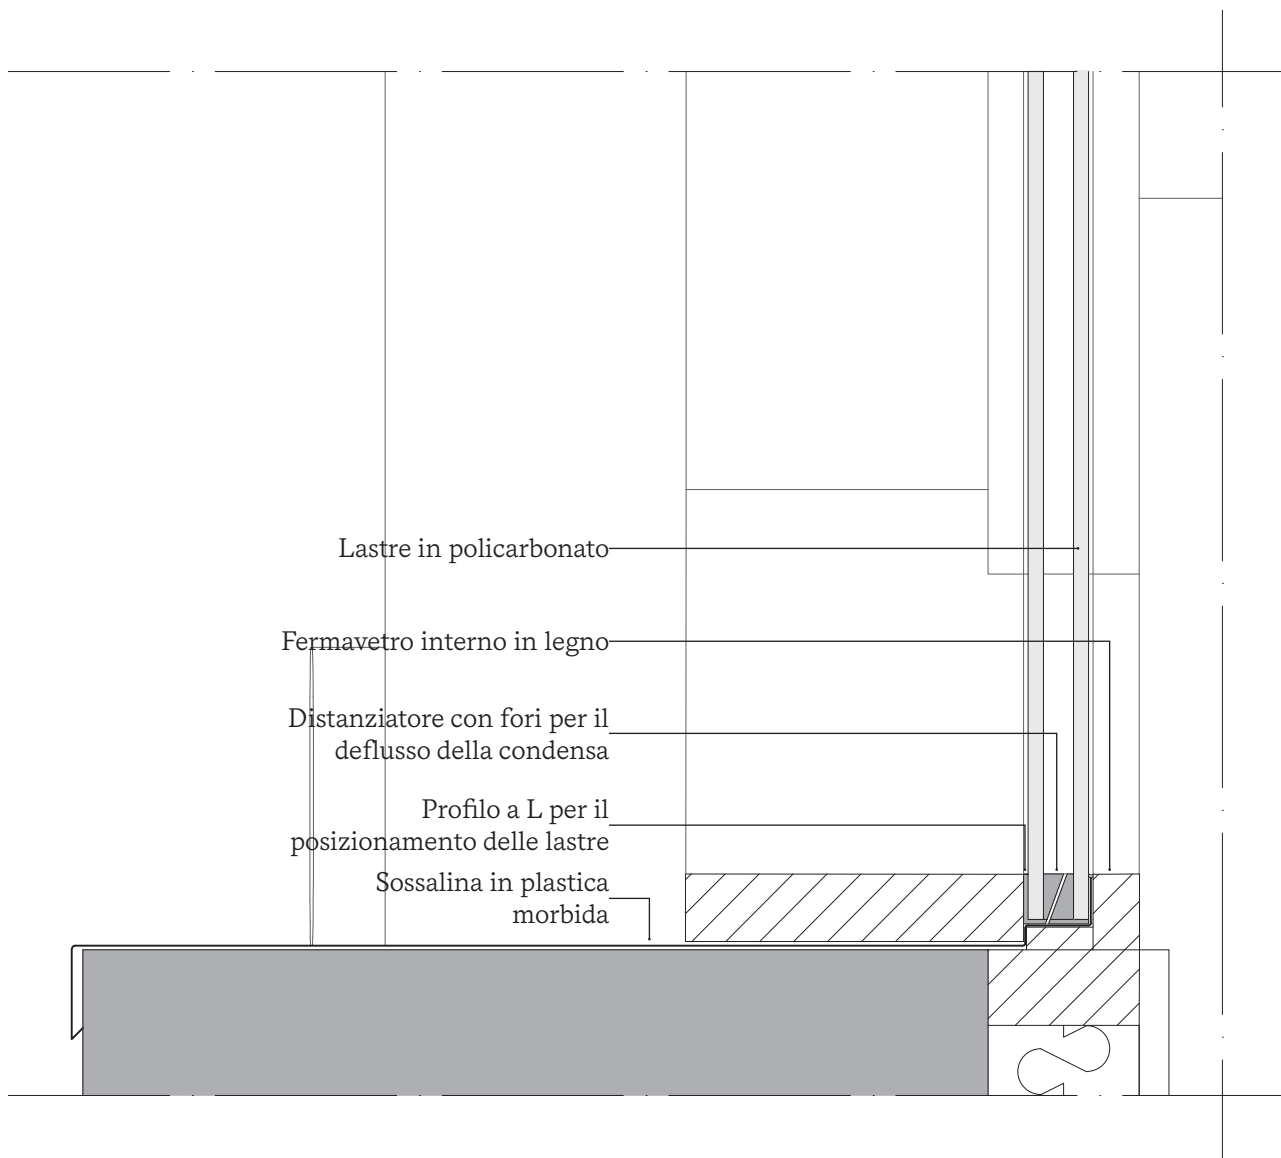 Lastre in policarbonato
Fermavetro interno in legno
Distanziatore con fori per il
deflusso della condensa
Profilo a L per il
posizionamento delle lastre
Sossalina in plastica
morbida